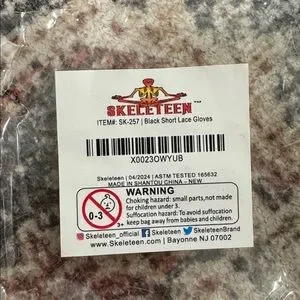 SKELETEEN™
ITEM#: SK-257 | Black Short Lace Gloves
X0023OWYUB
Skeleteen | 04/2024 | ASTM TESTED 165632
MADE IN SHANTOU CHINA - NEW
0-3
WARNING
Choking hazard: small parts,not made
for children under 3.
Suffocation hazard: To avoid suffocation
keep bag away from babies and children.
Skeleteen_official Skeleteen SkeleteenBrand
www.Skeleteen.com | Bayonne NJ 07002